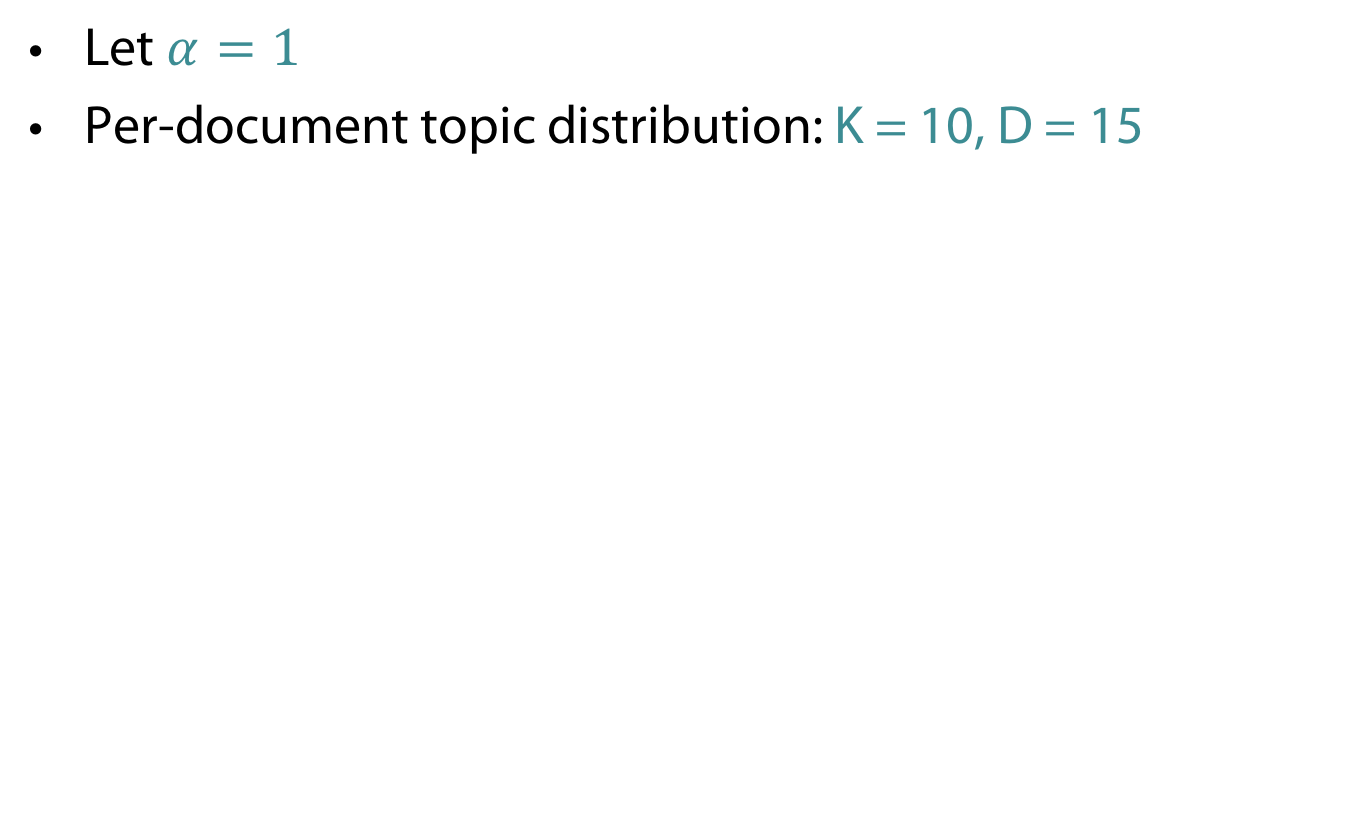 • Let α = 1
• Per-document topic distribution: K = 10, D = 15